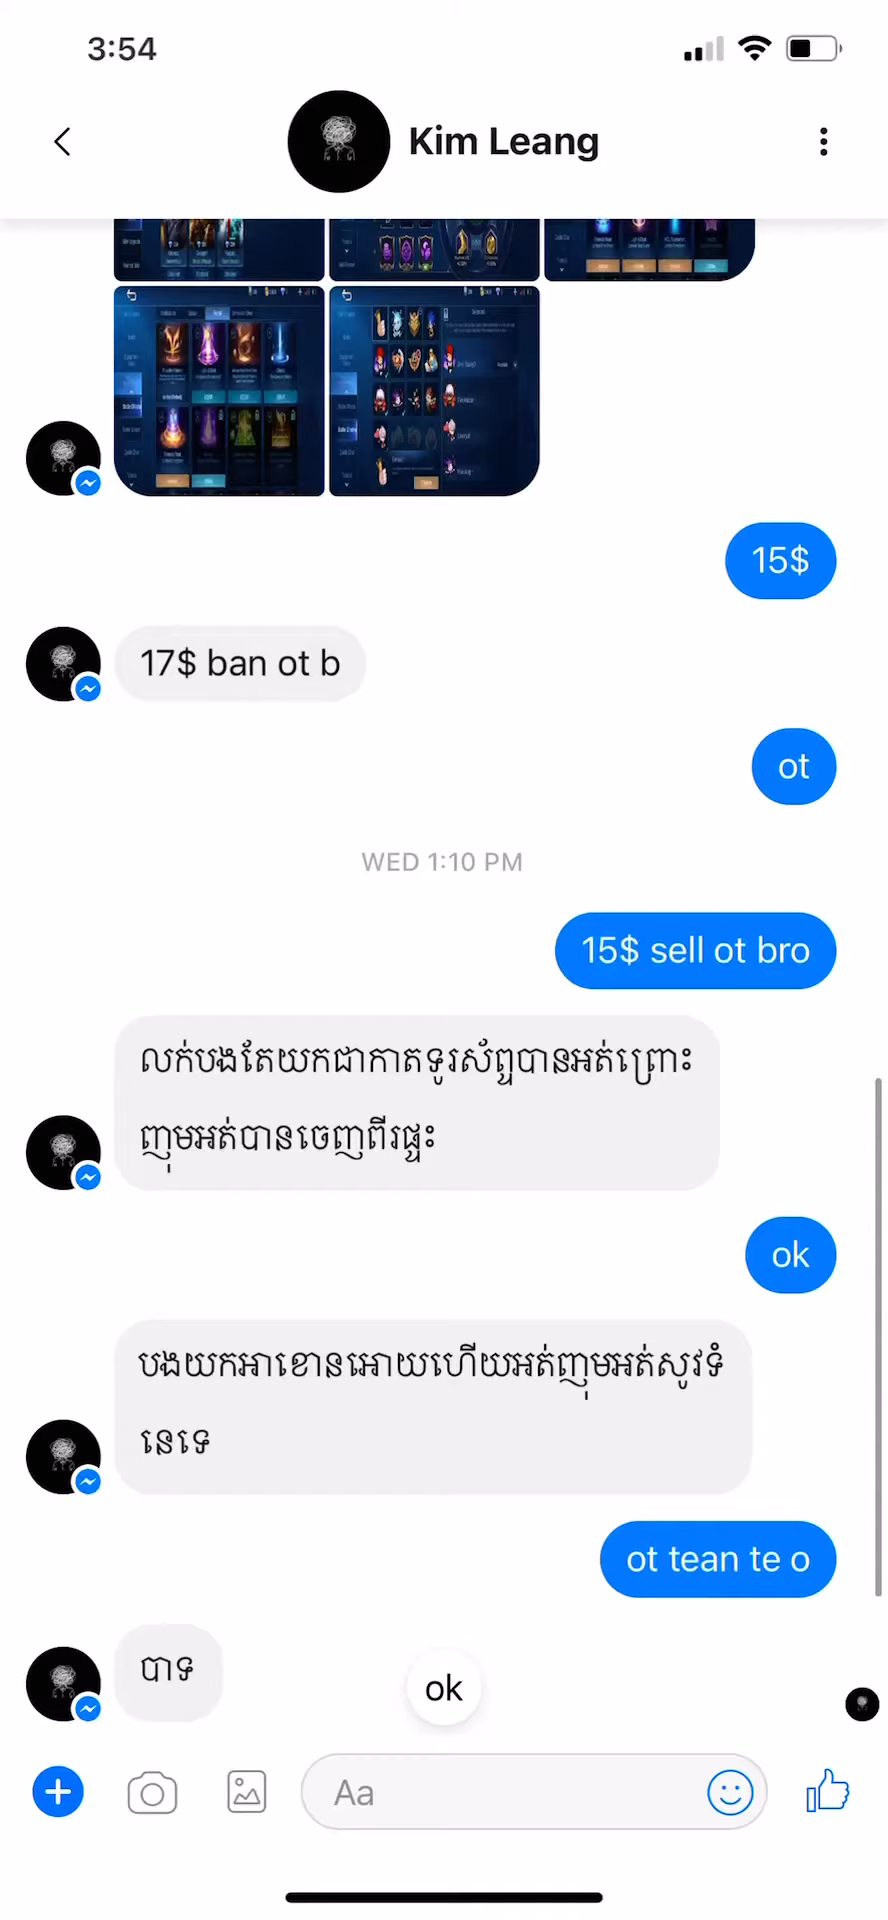 3:54
Kim Leang
15$
17$ ban ot b
ot
WED 1:10 PM
15$ sell ot bro
លក់បងតែយកជាកាតទូរស័ព្ទបានអត់ព្រោះ
ញុមអត់បានចេញពីរផ្ទះ
ok
បងយកអាខោនអោយហើយអត់ញុមអត់សូវទំ
នេទេ
ot tean te o
បាទ
ok
Aa